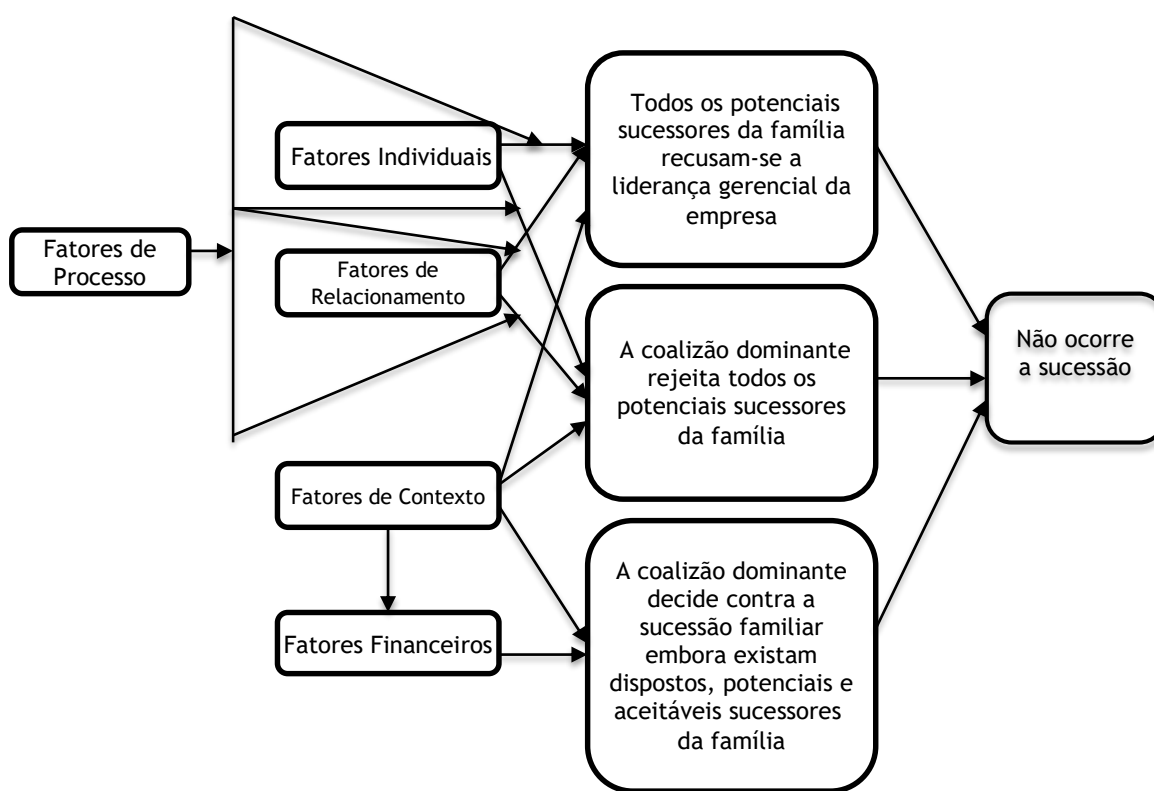 Fatores de
Processo
Fatores Individuais
Fatores de
Relacionamento
Fatores de Contexto
Fatores Financeiros
Todos os potenciais
sucessores da família
recusam-se a
liderança gerencial da
empresa
A coalizão dominante
rejeita todos os
potenciais sucessores
da família
A coalizão dominante
decide contra a
sucessão familiar
embora existam
dispostos, potenciais e
aceitáveis sucessores
da família
Não ocorre
a sucessão